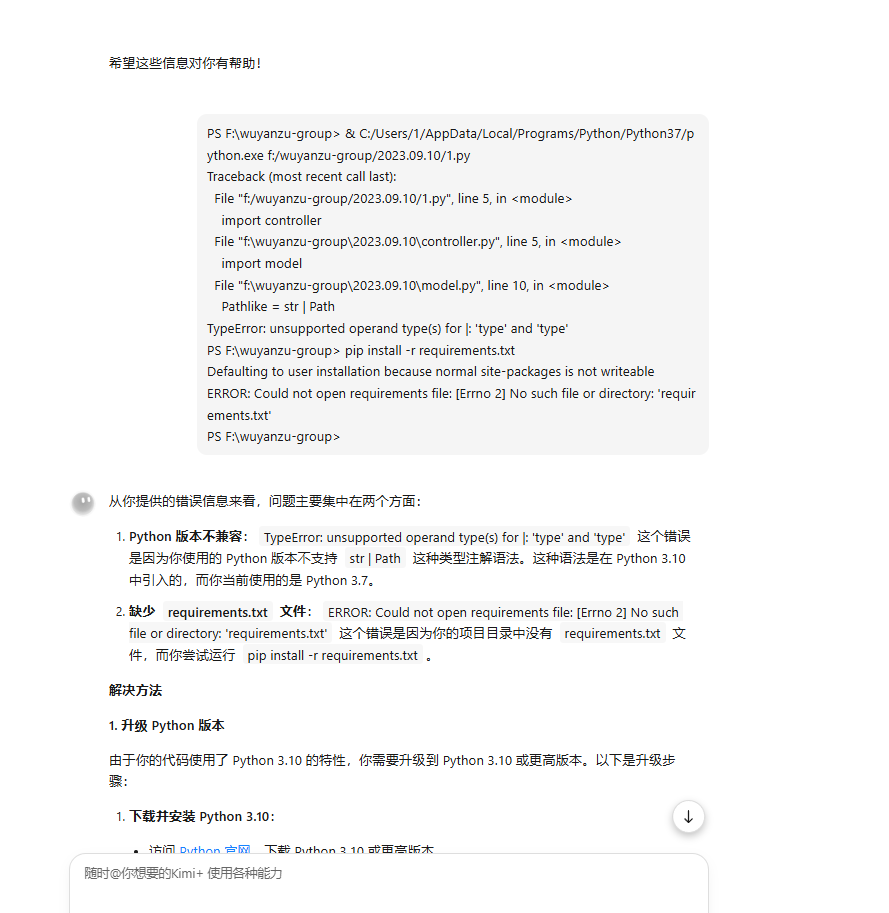 希望这些信息对你有帮助！
PS F:\wuyanzu-group> & C:/Users/1/AppData/Local/Programs/Python/Python37/p
ython.exe f:/wuyanzu-group/2023.09.10/1.py
Traceback (most recent call last):
File "f:/wuyanzu-group/2023.09.10/1.py", line 5, in <module>
import controller
File "f:\wuyanzu-group\2023.09.10\controller.py", line 5, in <module>
import model
File "f:\wuyanzu-group\2023.09.10\model.py", line 10, in <module>
Pathlike = str | Path
TypeError: unsupported operand type(s) for |: 'type' and 'type'
PS F:\wuyanzu-group> pip install -r requirements.txt
Defaulting to user installation because normal site-packages is not writeable
ERROR: Could not open requirements file: [Errno 2] No such file or directory: 'requir
ements.txt'
PS F:\wuyanzu-group>
从你提供的错误信息来看，问题主要集中在两个方面：
1. Python 版本不兼容： TypeError: unsupported operand type(s) for |: 'type' and 'type' 这个错误
是因为你使用的 Python 版本不支持 str | Path 这种类型注解语法。这种语法是在 Python 3.10
中引入的，而你当前使用的是 Python 3.7。
2. 缺少 requirements.txt 文件： ERROR: Could not open requirements file: [Errno 2] No such
file or directory: 'requirements.txt' 这个错误是因为你的项目目录中没有 requirements.txt 文
件，而你尝试运行 pip install -r requirements.txt 。
解决方法
1. 升级 Python 版本
由于你的代码使用了 Python 3.10 的特性，你需要升级到 Python 3.10 或更高版本。以下是升级步
骤：
1. 下载并安装 Python 3.10：
• 访问 Python 官网，下载 Python 3.10 或更高版本
随时@你想要的Kimi+ 使用各种能力